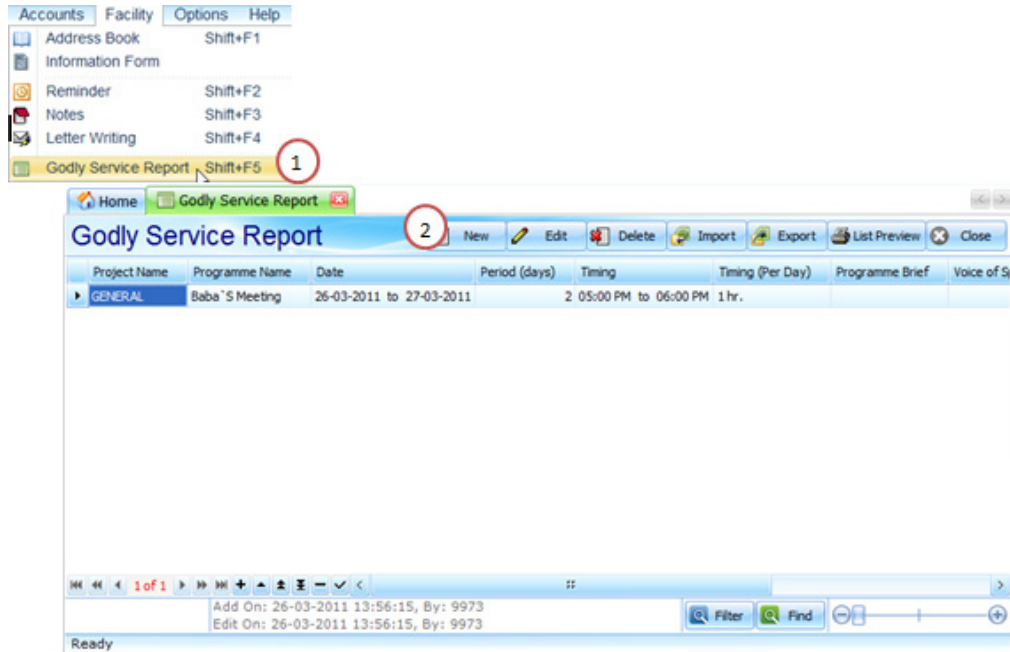 Accounts Facility Options Help
Address Book Shift+F1
Information Form
Reminder Shift+F2
Notes Shift+F3
Letter Writing Shift+F4
Godly Service Report Shift+F5 1
Home Godly Service Report
Godly Service Report 2 New Edit Delete Import Export List Preview Close
Project Name Programme Name Date Period (days) Timing Timing (Per Day) Programme Brief Voice of S
GENERAL Baba`S Meeting 26-03-2011 to 27-03-2011 2 05:00 PM to 06:00 PM 1 hr.
1 of 1
Add On: 26-03-2011 13:56:15, By: 9973
Edit On: 26-03-2011 13:56:15, By: 9973
Filter Find
Ready